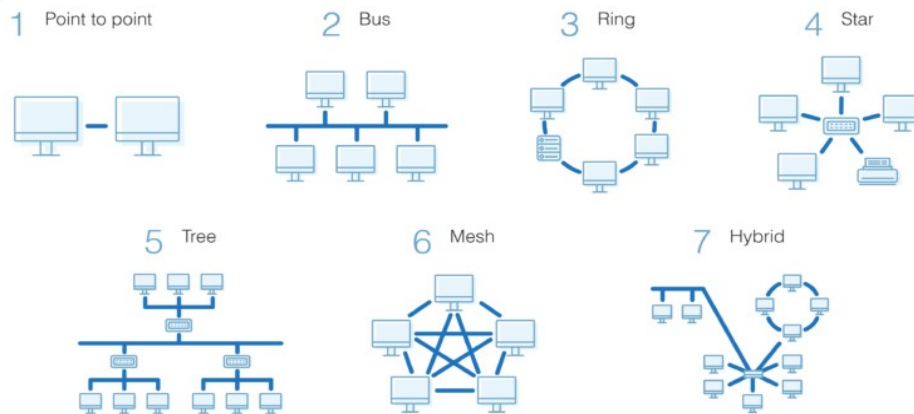 1 Point to point
2 Bus
3 Ring
4 Star
5 Tree
6 Mesh
7 Hybrid